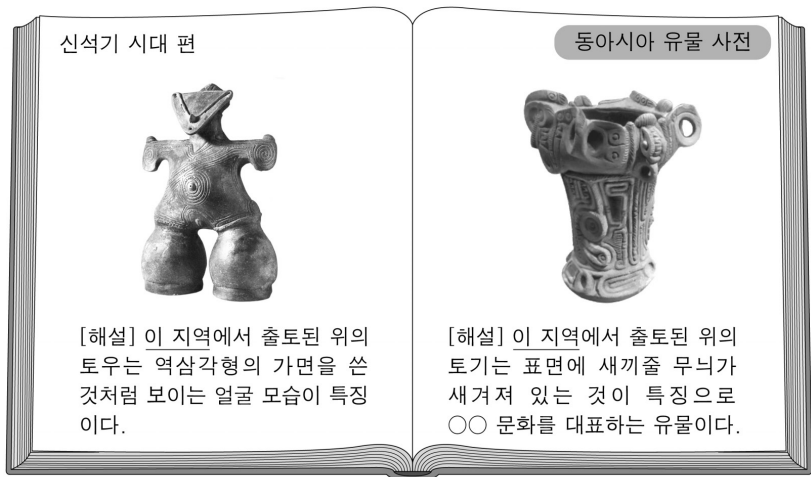 신석기 시대 편
[해설] 이 지역에서 출토된 위의
토우는 역삼각형의 가면을 쓴
것처럼 보이는 얼굴 모습이 특징
이다.
동아시아 유물 사전
[해설] 이 지역에서 출토된 위의
토기는 표면에 새끼줄 무늬가
새겨져 있는 것이 특징으로
○○ 문화를 대표하는 유물이다.